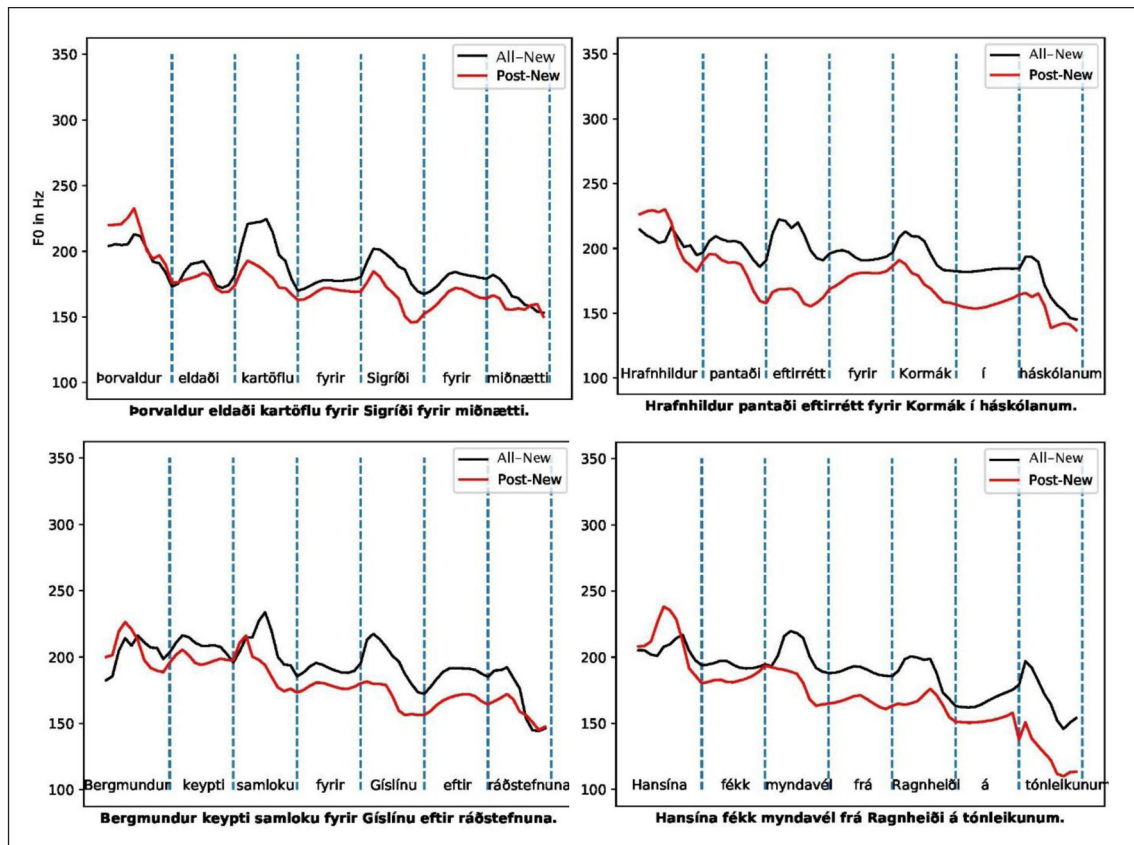 350
300
250
200
150
100
F0 in Hz
All–New
Post-New
Þorvaldur eldaði kartöflu fyrir Sigríði fyrir miðnætti
Þorvaldur eldaði kartöflu fyrir Sigríði fyrir miðnætti.
350
300
250
200
150
100
All–New
Post-New
Hrafnhildur pantaði eftirrétt fyrir Kormák í háskólanum
Hrafnhildur pantaði eftirrétt fyrir Kormák í háskólanum.
350
300
250
200
150
100
All–New
Post-New
Bergmundur keypti samloku fyrir Gíslínu eftir ráðstefnuna
Bergmundur keypti samloku fyrir Gíslínu eftir ráðstefnuna.
350
300
250
200
150
100
All–New
Post-New
Hansína fékk myndavél frá Ragnheiði á tónleikunum
Hansína fékk myndavél frá Ragnheiði á tónleikunum.